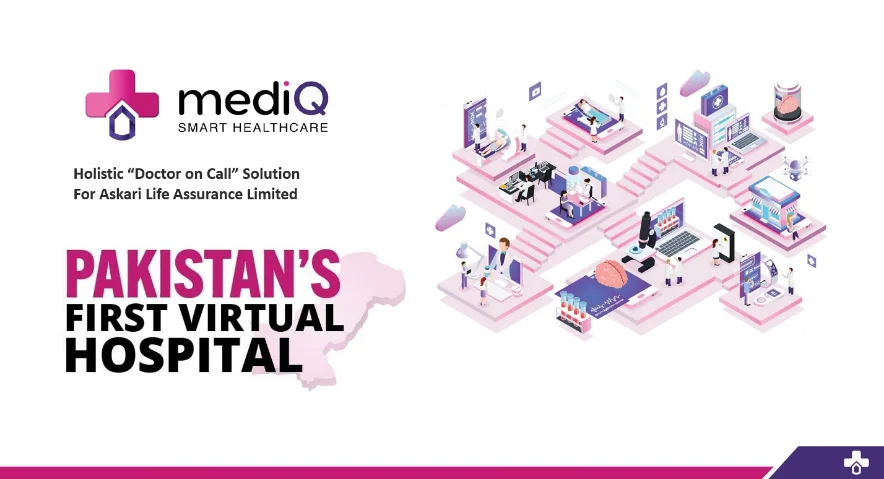 mediQ
SMART HEALTHCARE
Holistic “Doctor on Call” Solution
For Askari Life Assurance Limited
PAKISTAN’S
FIRST VIRTUAL
HOSPITAL